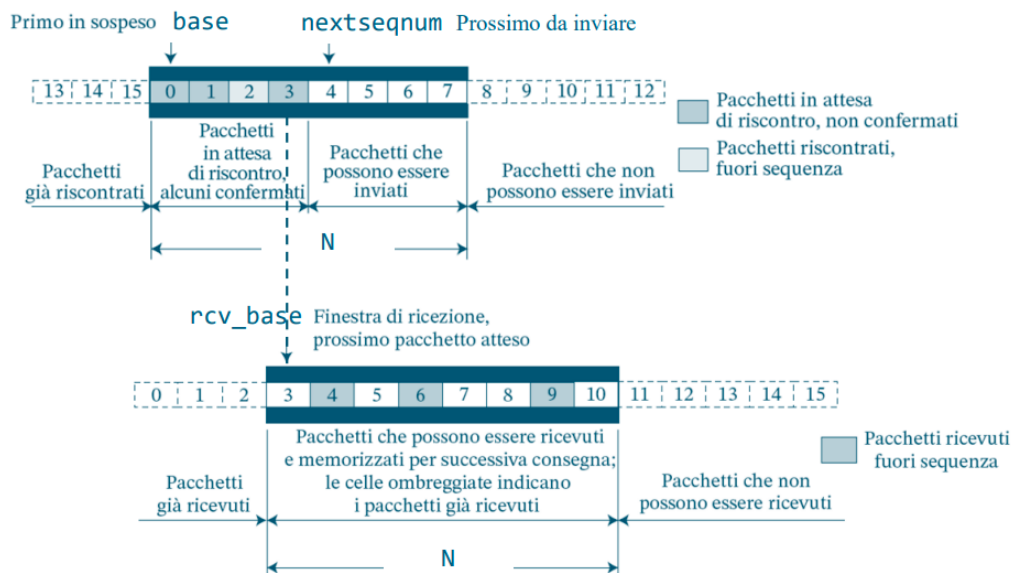 Primo in sospeso base nextseqnum Prossimo da inviare
13 14 15 0 1 2 3 4 5 6 7 8 9 10 11 12
Pacchetti in attesa
di riscontro, non confermati
Pacchetti riscontrati,
fuori sequenza
Pacchetti
già riscontrati
Pacchetti
in attesa
di riscontro,
alcuni confermati
Pacchetti che
possono essere
inviati
Pacchetti che non
possono essere inviati
N
rcv_base Finestra di ricezione,
prossimo pacchetto atteso
0 1 2 3 4 5 6 7 8 9 10 11 12 13 14 15
Pacchetti ricevuti
fuori sequenza
Pacchetti
già ricevuti
Pacchetti che possono essere ricevuti
e memorizzati per successiva consegna;
le celle ombreggiate indicano
i pacchetti già ricevuti
Pacchetti che non
possono essere ricevuti
N